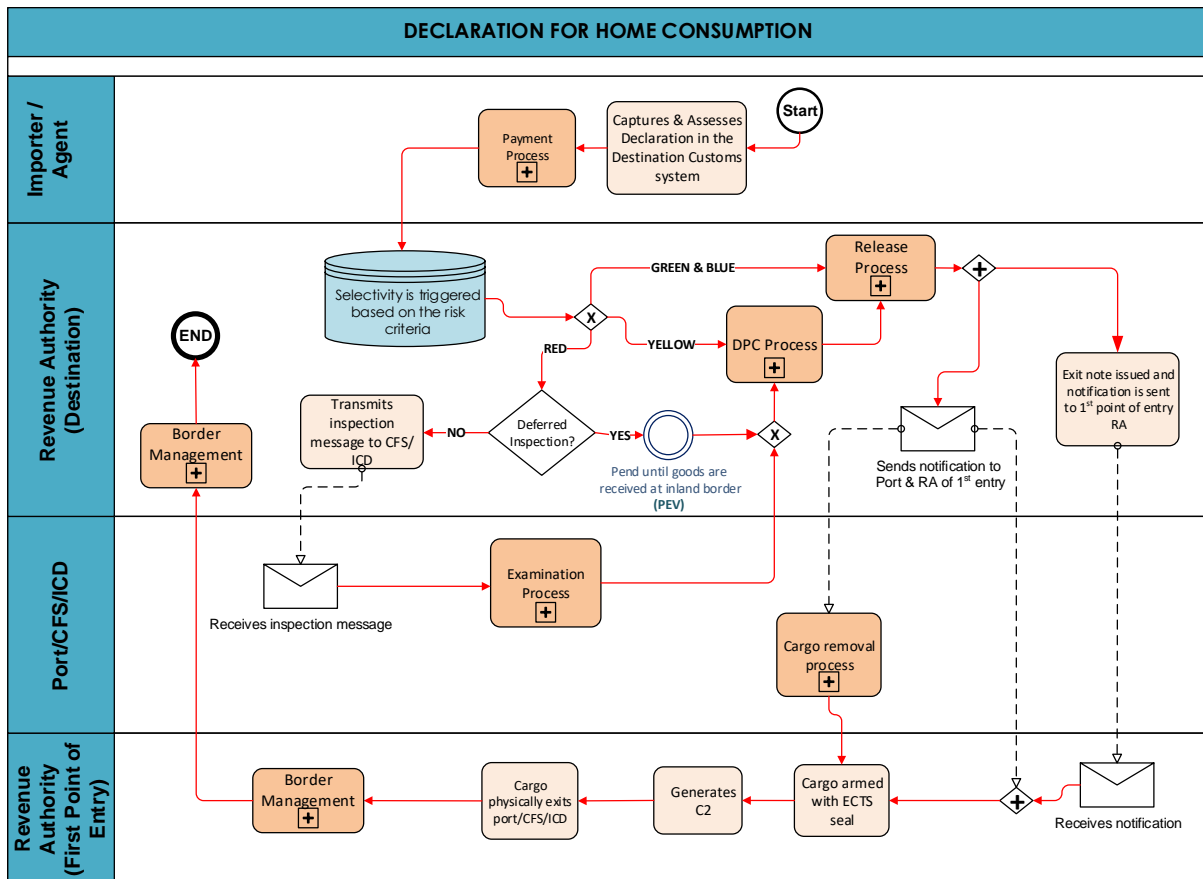 DECLARATION FOR HOME CONSUMPTION
Importer /
Agent
Start
Captures & Assesses
Declaration in the
Destination Customs
system
Payment
Process
Revenue Authority
(Destination)
Selectivity is triggered
based on the risk
criteria
X
GREEN & BLUE
YELLOW
RED
Release
Process
DPC Process
END
Border
Management
Transmits
inspection
message to CFS/
ICD
NO
Deferred
Inspection?
YES
Pend until goods are
received at inland border
(PEV)
X
Sends notification to
Port & RA of 1st entry
Exit note issued and
notification is sent
to 1st point of entry
RA
Port/CFS/ICD
Receives inspection message
Examination
Process
Cargo removal
process
Revenue
Authority
(First Point of
Entry)
Border
Management
Cargo
physically exits
port/CFS/ICD
Generates
C2
Cargo armed
with ECTS
seal
Receives notification